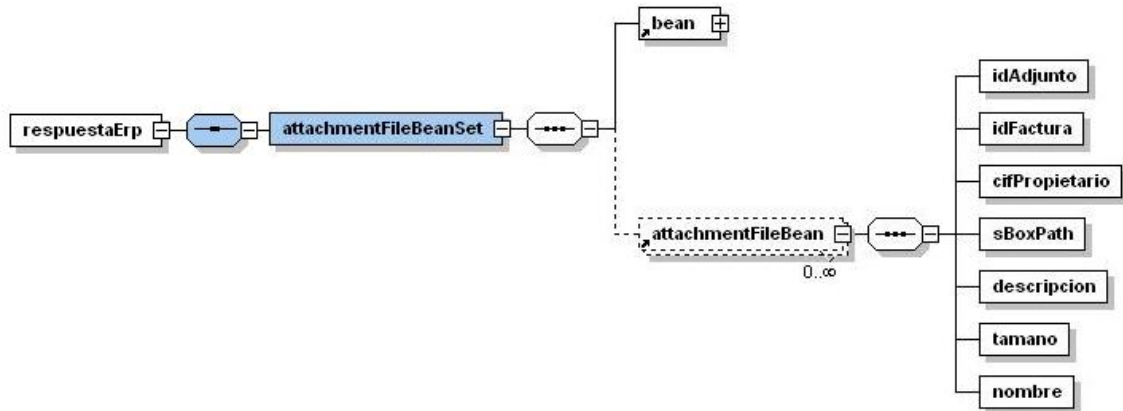 bean
idAdjunto
respuestaErp
attachmentFileBeanSet
idFactura
cifPropietario
attachmentFileBean
sBoxPath
0..∞
descripcion
tamano
nombre